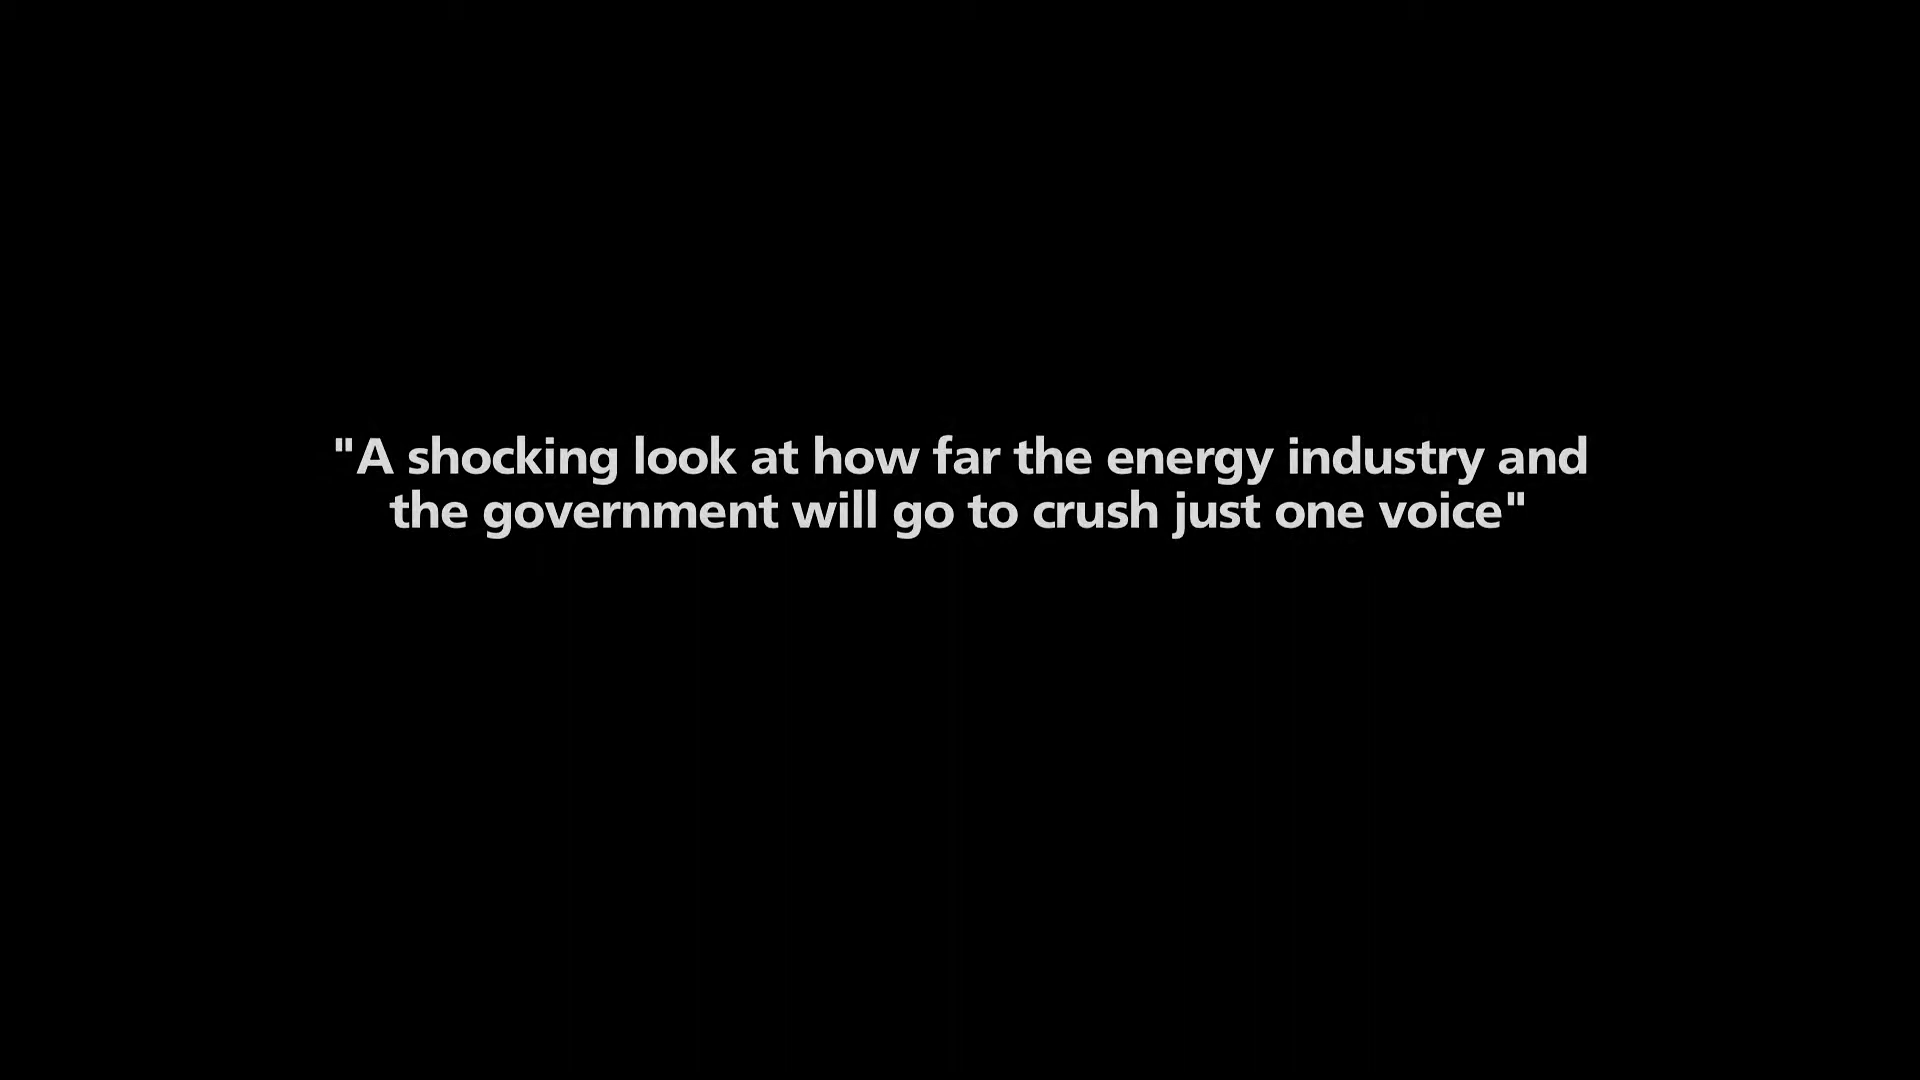 "A shocking look at how far the energy industry and
the government will go to crush just one voice"